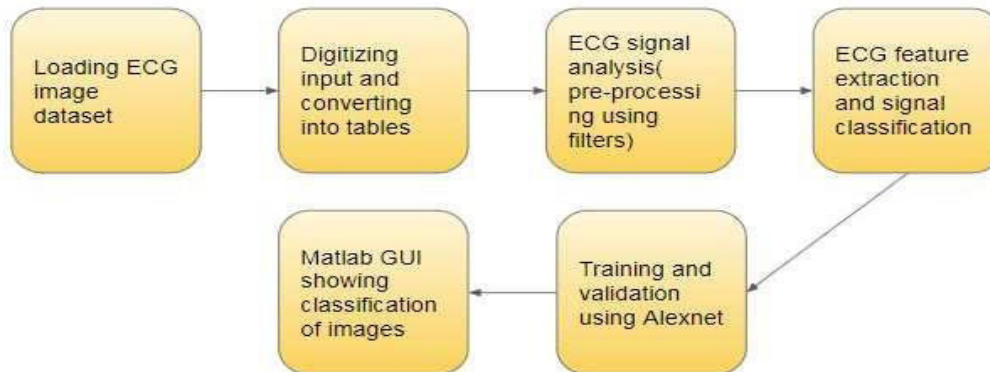 Loading ECG
image
dataset
Digitizing
input and
converting
into tables
ECG signal
analysis(
pre-processi
ng using
filters)
ECG feature
extraction
and signal
classification
Training and
validation
using Alexnet
Matlab GUI
showing
classification
of images